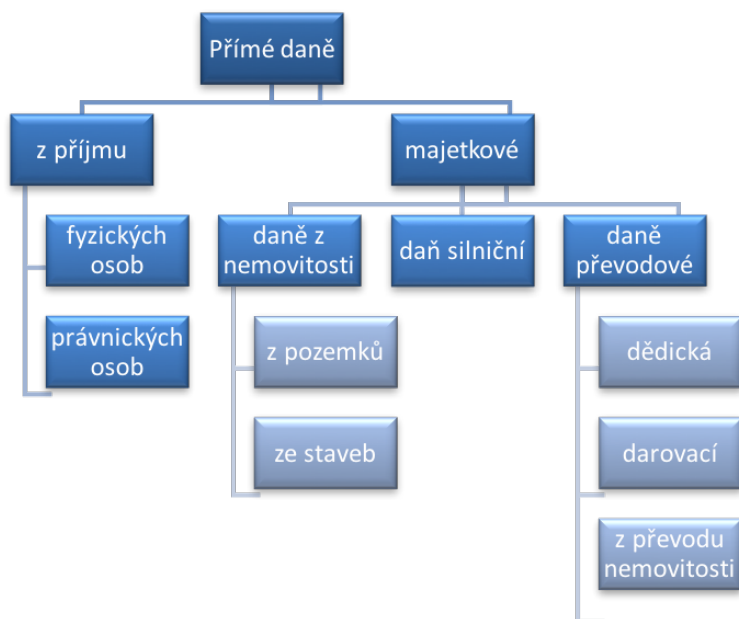 Přímé daně
z příjmu
majetkové
fyzických
osob
právnických
osob
daně z
nemovitosti
daň silniční
daně
převodové
z pozemků
ze staveb
dědická
darovací
z převodu
nemovitosti